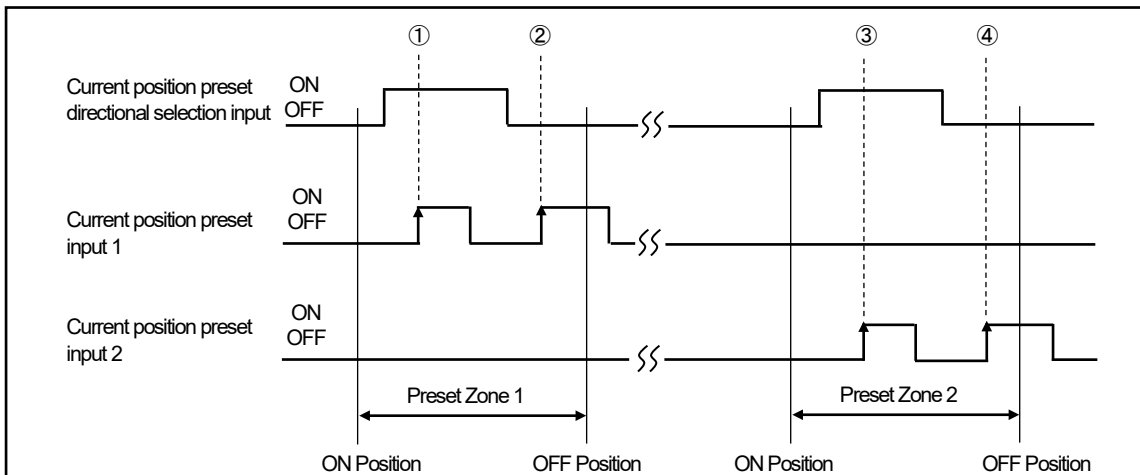 ① ② ③ ④
Current position preset
directional selection input
ON
OFF
Current position preset
input 1
ON
OFF
Current position preset
input 2
ON
OFF
Preset Zone 1
Preset Zone 2
ON Position
OFF Position
ON Position
OFF Position